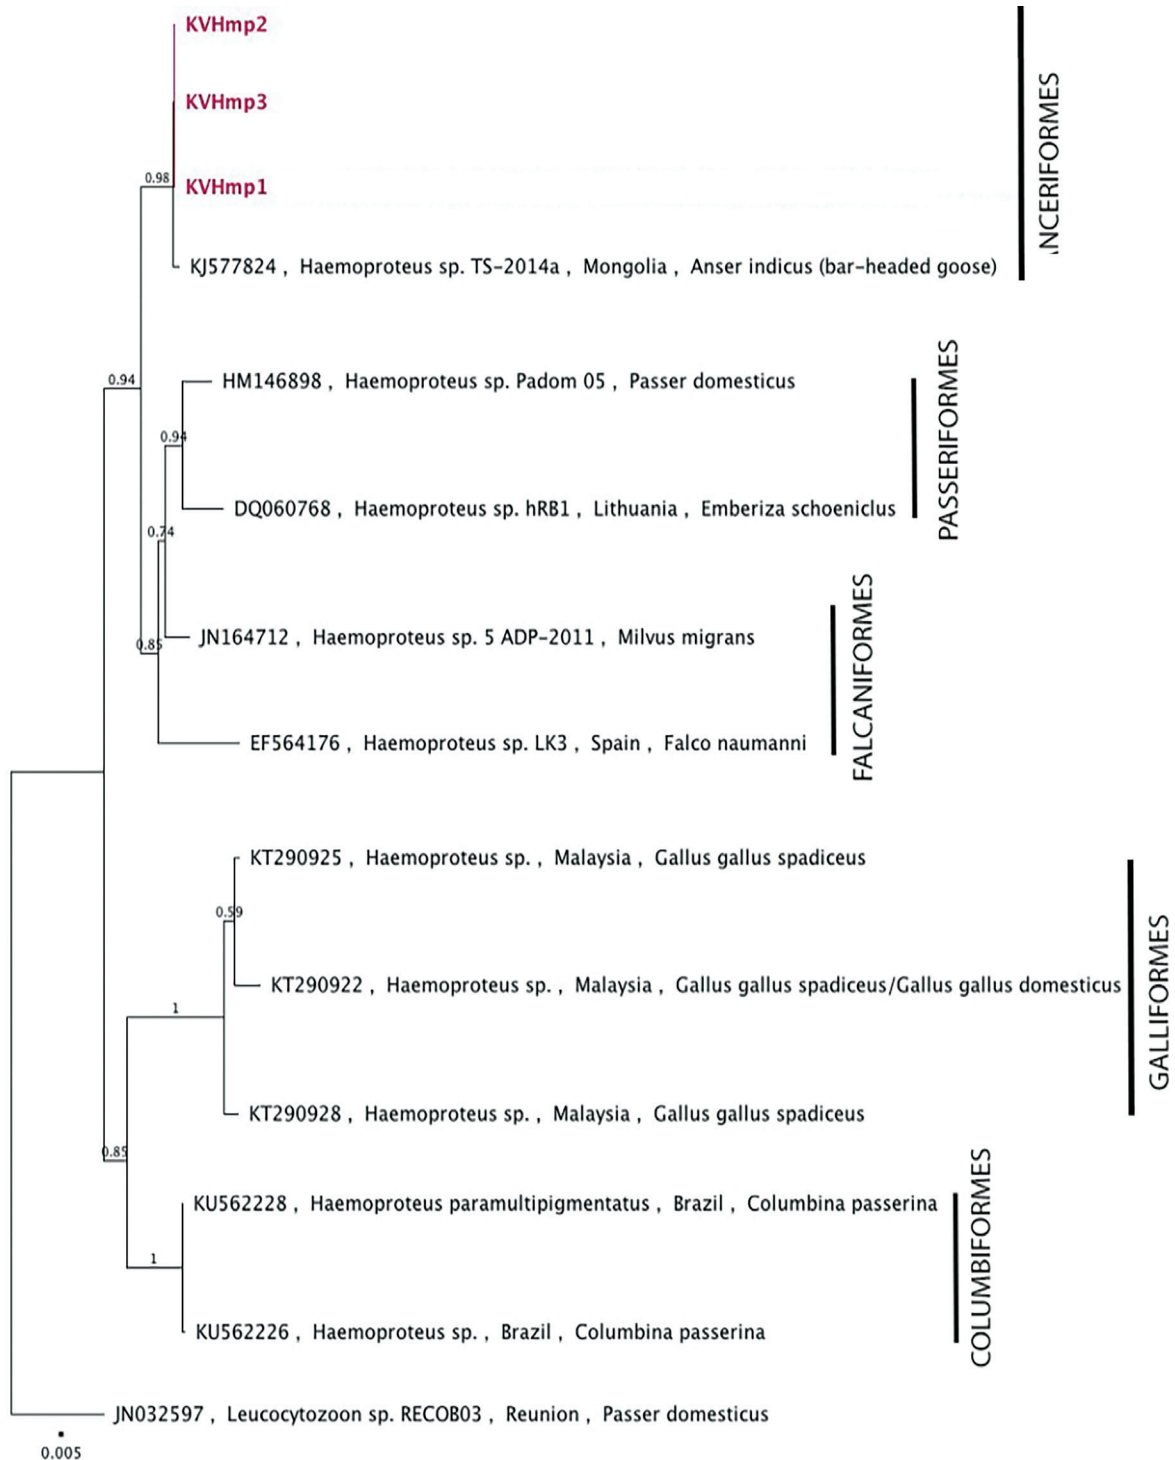 KVHmp2
KVHmp3
0.98
KVHmp1
KJ577824 , Haemoproteus sp. TS-2014a , Mongolia , Anser indicus (bar-headed goose)
NCERIFORMES
0.94
HM146898 , Haemoproteus sp. Padom 05 , Passer domesticus
0.94
DQ060768 , Haemoproteus sp. hRB1 , Lithuania , Emberiza schoeniclus
PASSERIFORMES
0.74
JN164712 , Haemoproteus sp. 5 ADP-2011 , Milvus migrans
0.85
EF564176 , Haemoproteus sp. LK3 , Spain , Falco naumanni
FALCANIFORMES
KT290925 , Haemoproteus sp. , Malaysia , Gallus gallus spadiceus
0.59
KT290922 , Haemoproteus sp. , Malaysia , Gallus gallus spadiceus/Gallus gallus domesticus
1
KT290928 , Haemoproteus sp. , Malaysia , Gallus gallus spadiceus
GALLIFORMES
0.85
KU562228 , Haemoproteus paramultipigmentatus , Brazil , Columbina passerina
1
KU562226 , Haemoproteus sp. , Brazil , Columbina passerina
COLUMBIFORMES
JN032597 , Leucocytozoon sp. RECOB03 , Reunion , Passer domesticus
0.005